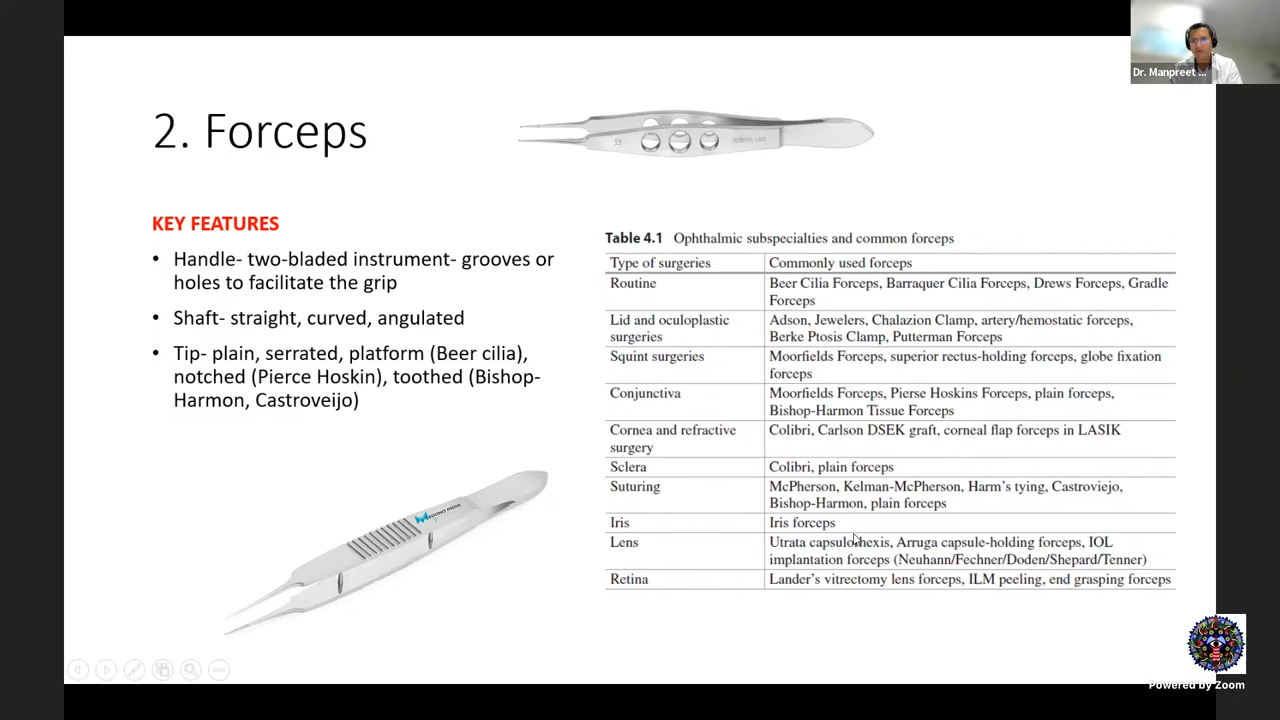 Dr. Manpreet ...
2. Forceps
KEY FEATURES
• Handle- two-bladed instrument- grooves or
holes to facilitate the grip
• Shaft- straight, curved, angulated
• Tip- plain, serrated, platform (Beer cilia),
notched (Pierce Hoskin), toothed (Bishop-
Harmon, Castroveijo)
Table 4.1 Ophthalmic subspecialties and common forceps
Type of surgeries Commonly used forceps
Routine Beer Cilia Forceps, Barraquer Cilia Forceps, Drews Forceps, Gradle
Forceps
Lid and oculoplastic Adson, Jewelers, Chalazion Clamp, artery/hemostatic forceps,
surgeries Berke Ptosis Clamp, Putterman Forceps
Squint surgeries Moorfields Forceps, superior rectus-holding forceps, globe fixation
forceps
Conjunctiva Moorfields Forceps, Pierse Hoskins Forceps, plain forceps,
Bishop-Harmon Tissue Forceps
Cornea and refractive Colibri, Carlson DSEK graft, corneal flap forceps in LASIK
surgery
Sclera Colibri, plain forceps
Suturing McPherson, Kelman-McPherson, Harm's tying, Castroviejo,
Bishop-Harmon, plain forceps
Iris Iris forceps
Lens Utrata capsulorhexis, Arruga capsule-holding forceps, IOL
implantation forceps (Neuhann/Fechner/Doden/Shepard/Tenner)
Retina Lander's vitrectomy lens forceps, ILM peeling, end grasping forceps
Powered by Zoom